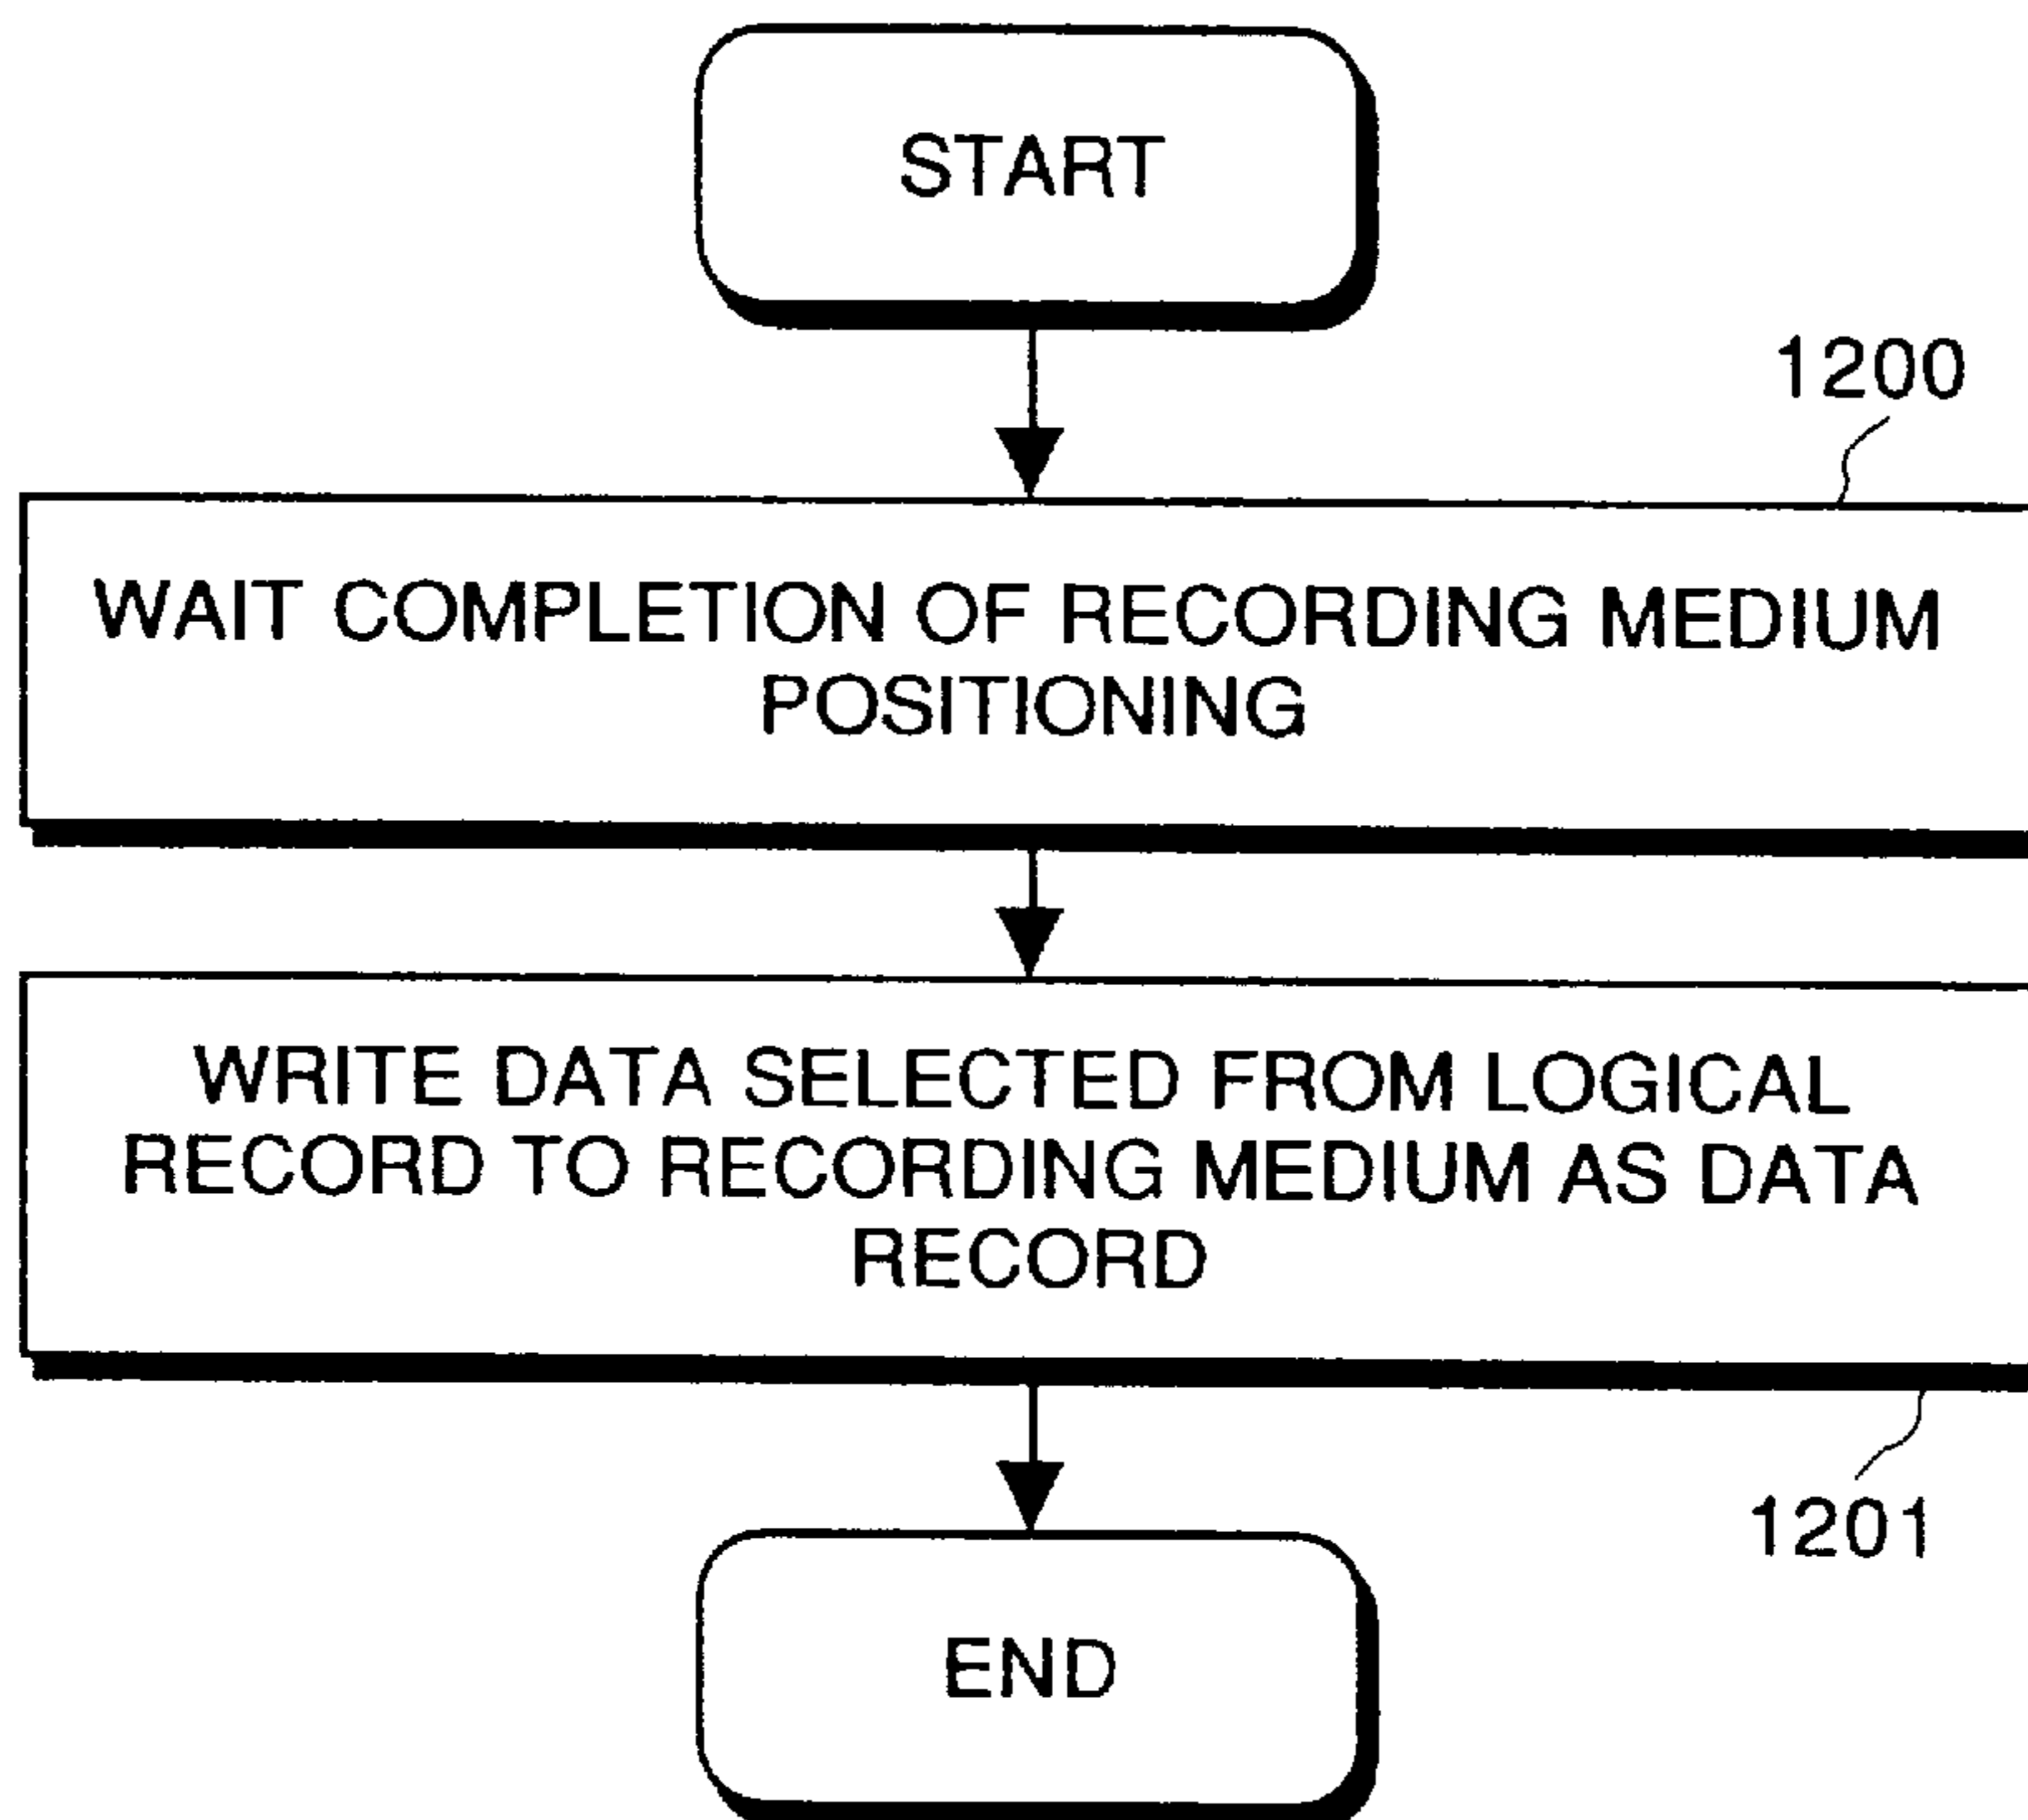 START
1200
WAIT COMPLETION OF RECORDING MEDIUM
POSITIONING
WRITE DATA SELECTED FROM LOGICAL
RECORD TO RECORDING MEDIUM AS DATA
RECORD
1201
END